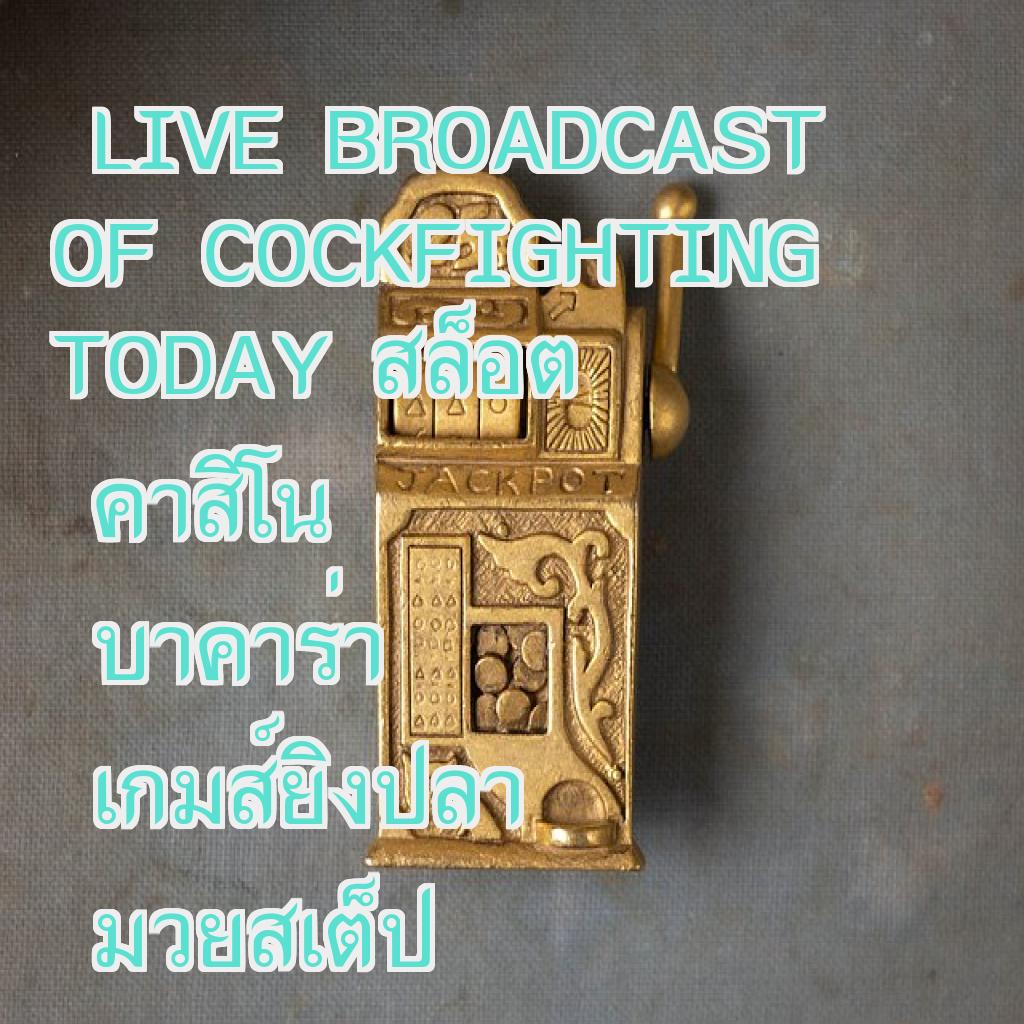 LIVE BROADCAST
OF COCKFIGHTING
TODAY สล็อต
คาสิโน
บาคาร่า
เกมส์ยิงปลา
มวยสเต็ป
JACKPOT